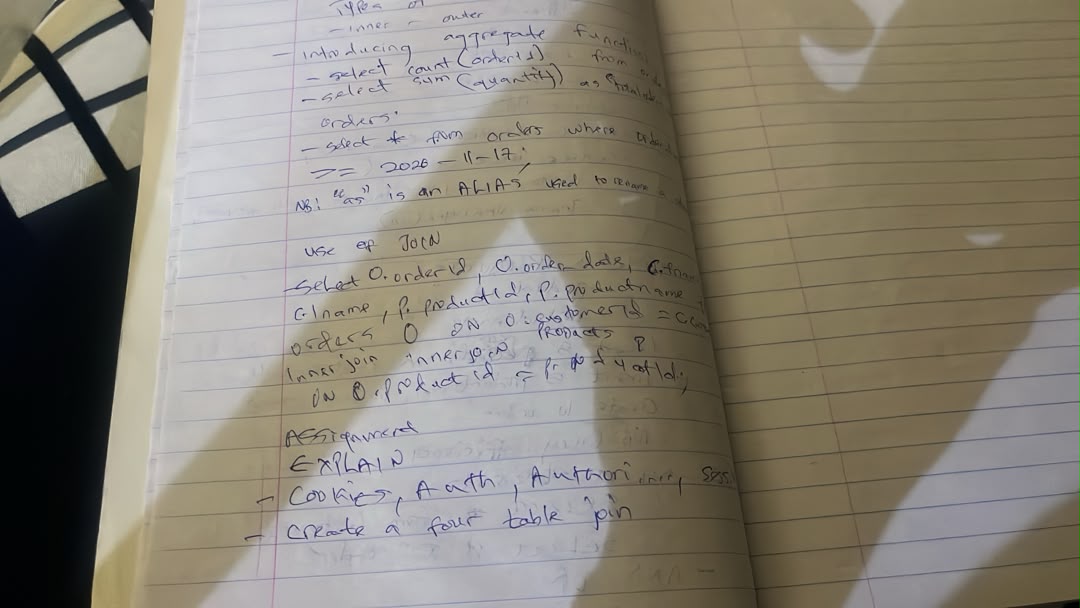 Types of
- inner - outer
- Introducing aggregate functi
- select count(orderId) from
- select sum(quantity) as
orders.
- select * from orders where
>= 2026-11-17;
NB: "as" is an ALIAS used to rename a
use of JOIN
- select O.orderId, O.order date,
C.lname, P.productId, P.productname
orders O ON O.customerId =
Inner join inner join PRODUCTS P
ON O.product id =
Assignment
EXPLAIN
- Cookies, Auth,
- create a four table join